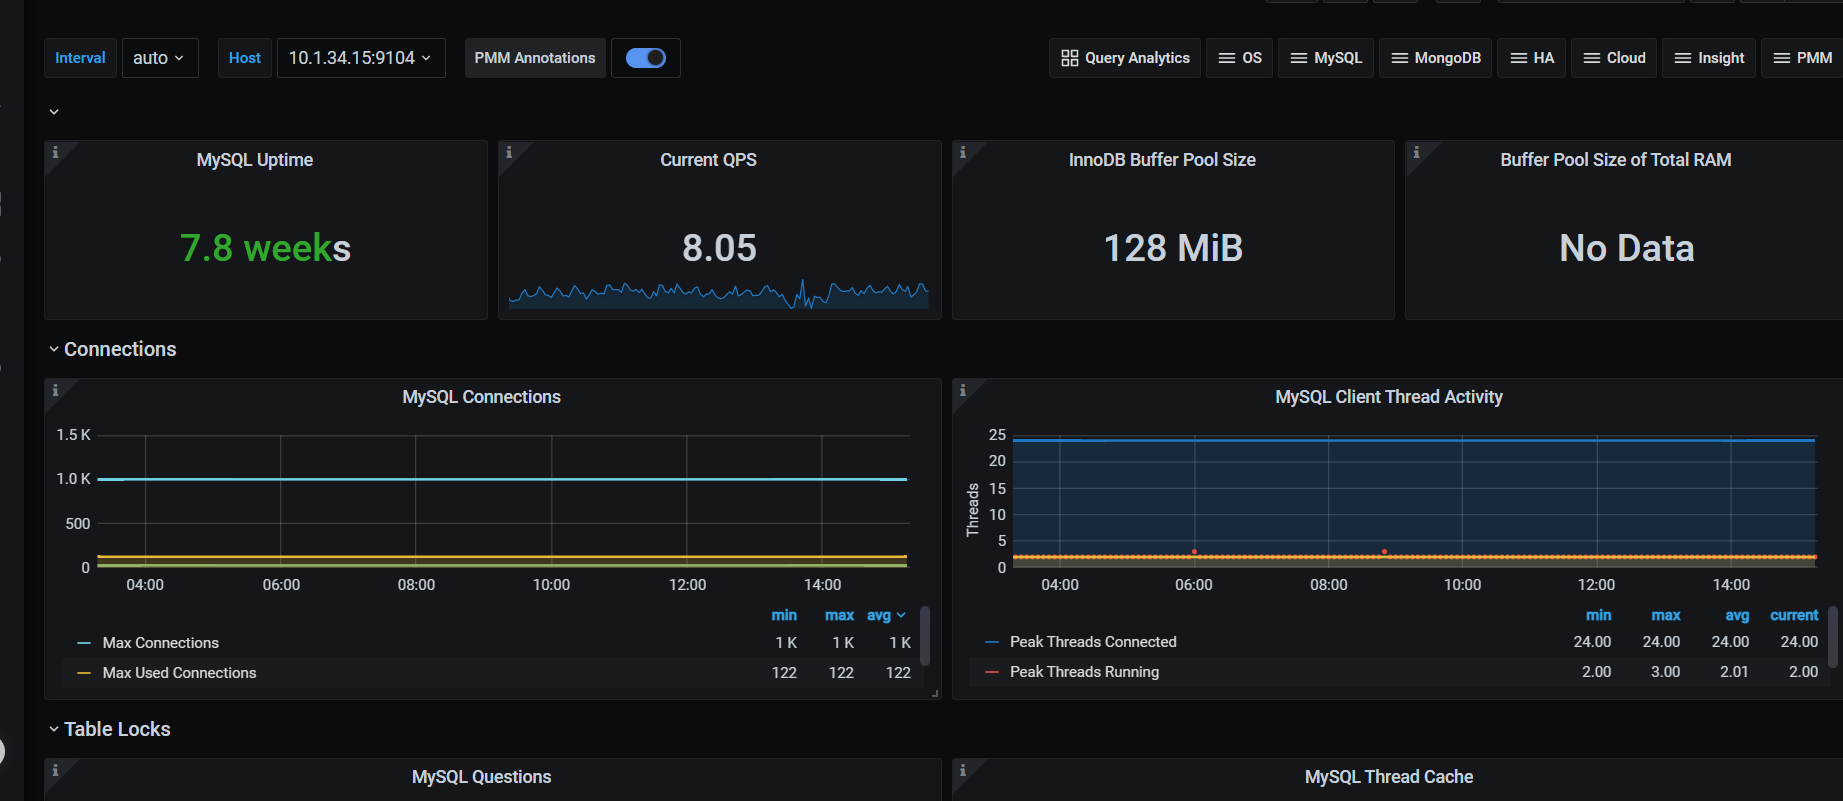 Interval auto Host 10.1.34.15:9104 PMM Annotations Query Analytics OS MySQL MongoDB HA Cloud Insight PMM
MySQL Uptime
7.8 weeks
Current QPS
8.05
InnoDB Buffer Pool Size
128 MiB
Buffer Pool Size of Total RAM
No Data
Connections
MySQL Connections
1.5 K
1.0 K
500
0
04:00 06:00 08:00 10:00 12:00 14:00
min max avg
Max Connections 1 K 1 K 1 K
Max Used Connections 122 122 122
MySQL Client Thread Activity
Threads
25
20
15
10
5
0
04:00 06:00 08:00 10:00 12:00 14:00
min max avg current
Peak Threads Connected 24.00 24.00 24.00 24.00
Peak Threads Running 2.00 3.00 2.01 2.00
Table Locks
MySQL Questions
MySQL Thread Cache